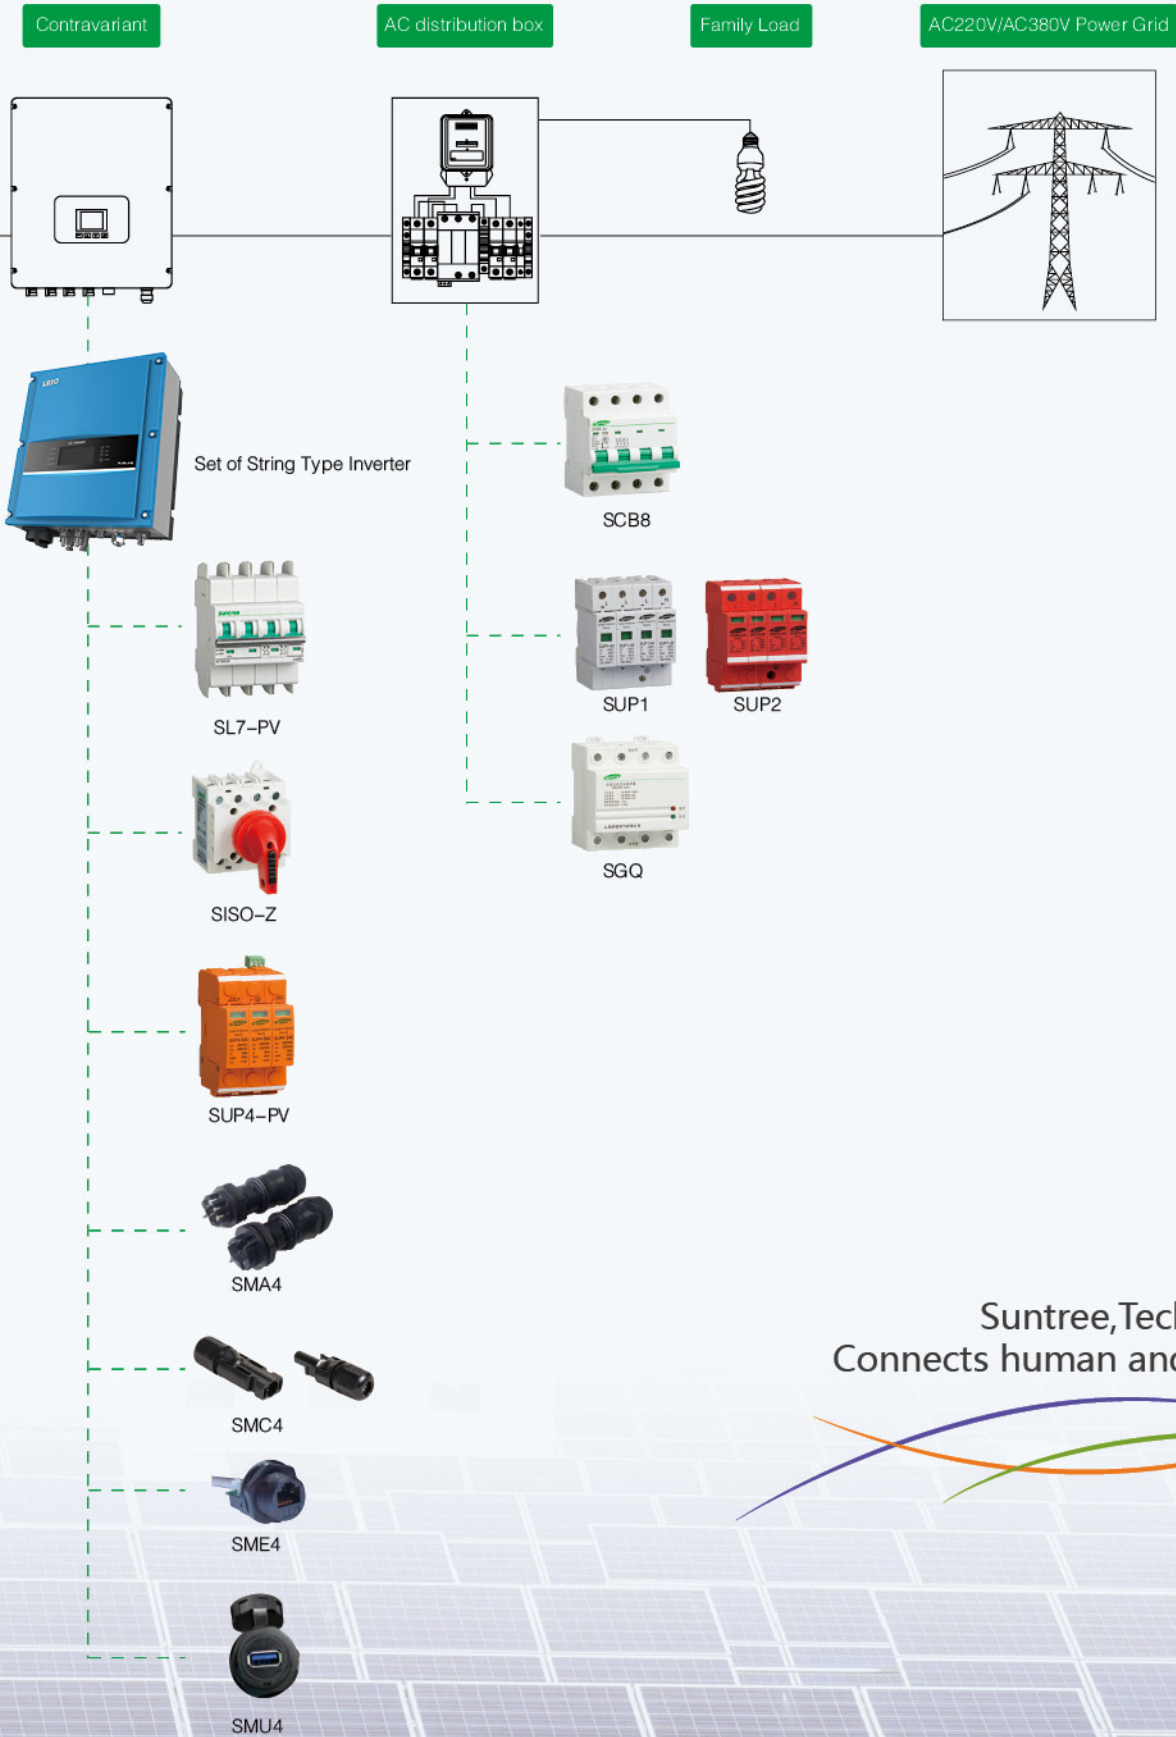 Contravariant
AC distribution box
Family Load
AC220V/AC380V Power Grid
Set of String Type Inverter
SCB8
SUP1
SUP2
SL7-PV
SGQ
SISO-Z
SUP4-PV
SMA4
Suntree,Tec
Connects human and
SMC4
SME4
SMU4